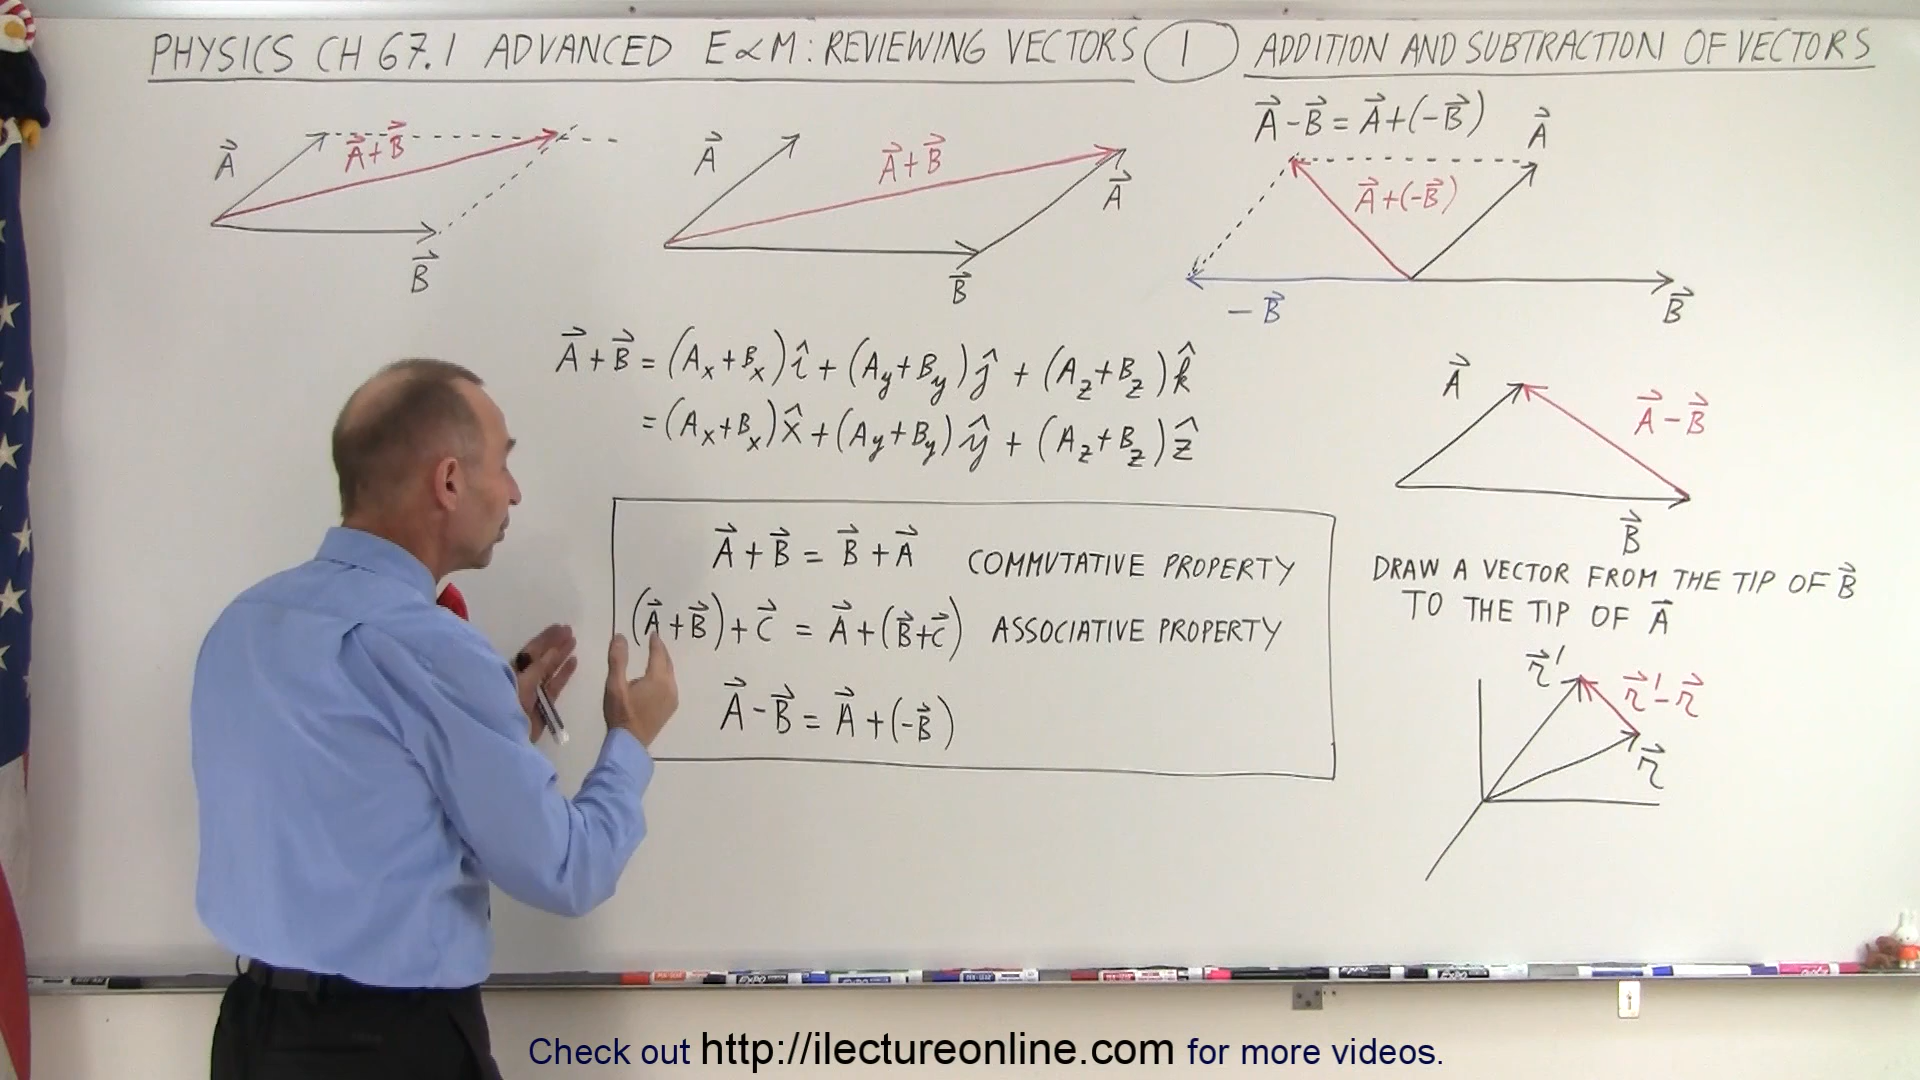 PHYSICS CH 67.1 ADVANCED E∝M: REVIEWING VECTORS 1 ADDITION AND SUBTRACTION OF VECTORS
A⃗
A⃗+B⃗
B⃗
A⃗
A⃗+B⃗
A⃗
B⃗
A⃗-B⃗ = A⃗+(-B⃗)
A⃗
A⃗+(-B⃗)
-B⃗
B⃗
A⃗+B⃗ = (Ax+Bx)î + (Ay+By)ĵ + (Az+Bz)k̂
= (Ax+Bx)x̂ + (Ay+By)ŷ + (Az+Bz)ẑ
A⃗
A⃗-B⃗
B⃗
A⃗+B⃗ = B⃗+A⃗ COMMUTATIVE PROPERTY
(A⃗+B⃗)+C⃗ = A⃗+(B⃗+C⃗) ASSOCIATIVE PROPERTY
A⃗-B⃗ = A⃗+(-B⃗)
DRAW A VECTOR FROM THE TIP OF B⃗
TO THE TIP OF A⃗
r⃗'
r⃗'-r⃗
r⃗
Check out http://ilectureonline.com for more videos.